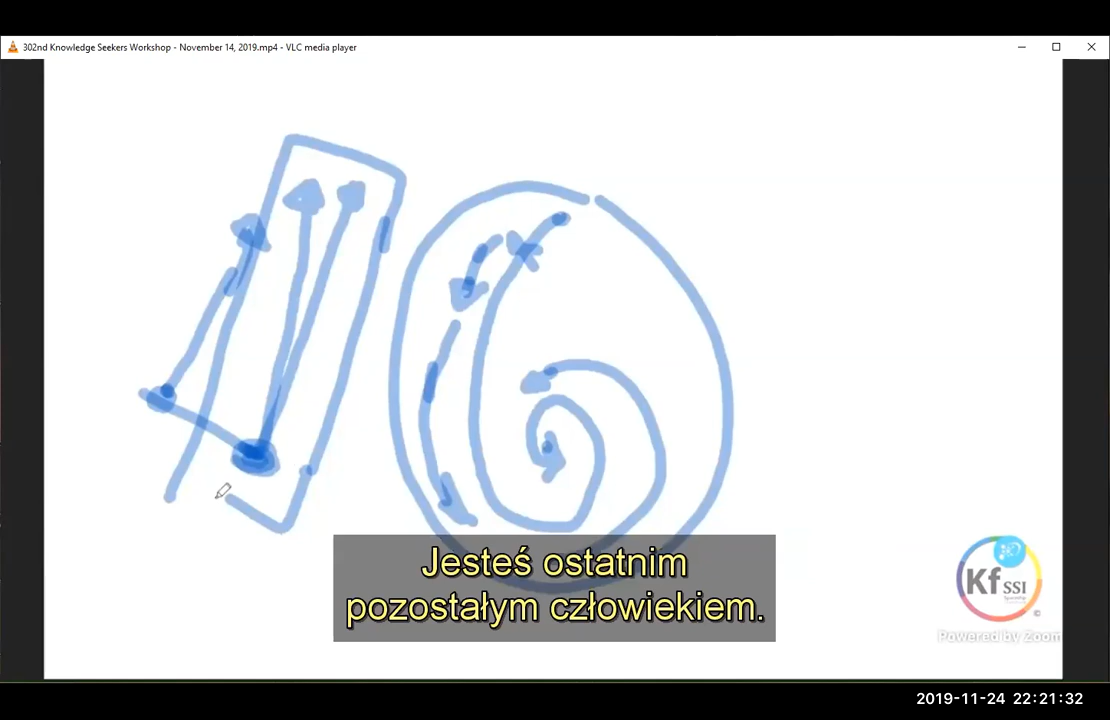 302nd Knowledge Seekers Workshop - November 14, 2019.mp4 - VLC media player
Jesteś ostatnim
pozostałym człowiekiem.
Kf SSI
©
Powered by Zoom
2019-11-24 22:21:32